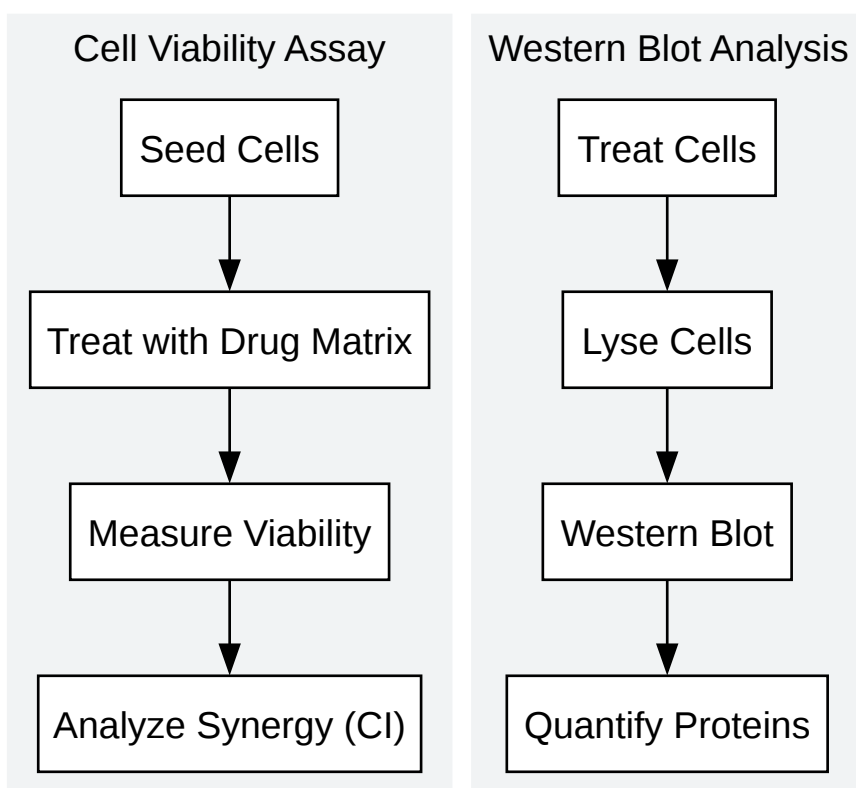 Cell Viability Assay
Seed Cells
Treat with Drug Matrix
Measure Viability
Analyze Synergy (CI)
Western Blot Analysis
Treat Cells
Lyse Cells
Western Blot
Quantify Proteins